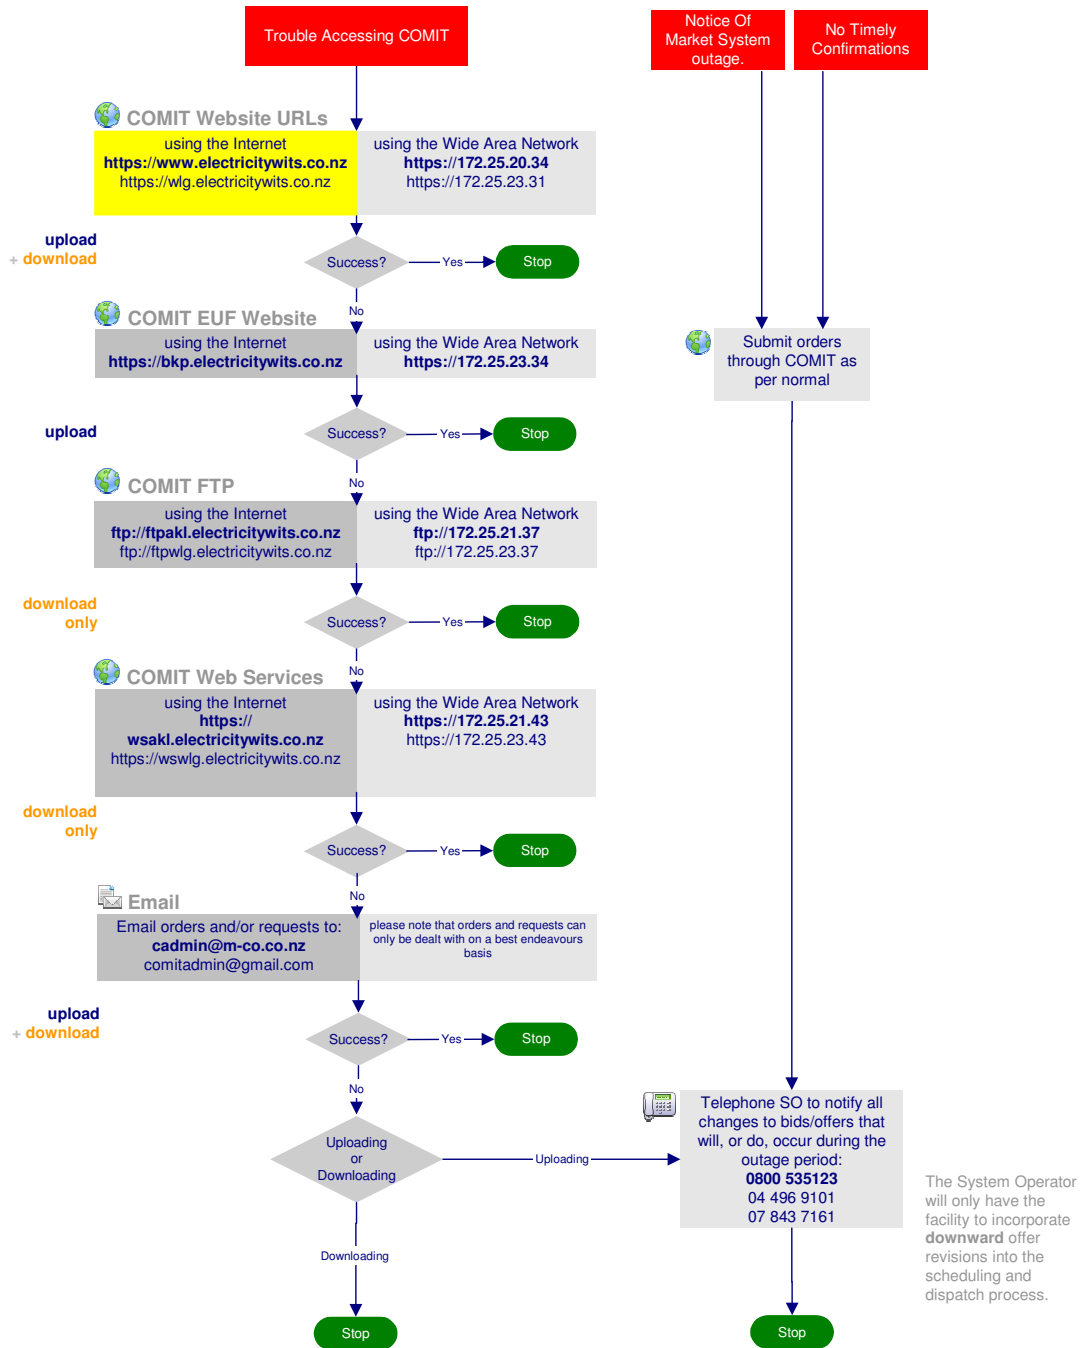 Trouble Accessing COMIT
Notice Of
Market System
outage.
No Timely
Confirmations
COMIT Website URLs
using the Internet
https://www.electricitywits.co.nz
https://wlg.electricitywits.co.nz
using the Wide Area Network
https://172.25.20.34
https://172.25.23.31
upload
+ download
Success?
Yes
Stop
No
COMIT EUF Website
using the Internet
https://bkp.electricitywits.co.nz
using the Wide Area Network
https://172.25.23.34
Submit orders
through COMIT as
per normal
upload
Success?
Yes
Stop
No
COMIT FTP
using the Internet
ftp://ftpakl.electricitywits.co.nz
ftp://ftpwlg.electricitywits.co.nz
using the Wide Area Network
ftp://172.25.21.37
ftp://172.25.23.37
download
only
Success?
Yes
Stop
No
COMIT Web Services
using the Internet
https://
wsakl.electricitywits.co.nz
https://wswlg.electricitywits.co.nz
using the Wide Area Network
https://172.25.21.43
https://172.25.23.43
download
only
Success?
Yes
Stop
No
Email
Email orders and/or requests to:
cadmin@m-co.co.nz
comitadmin@gmail.com
please note that orders and requests can
only be dealt with on a best endeavours
basis
upload
+ download
Success?
Yes
Stop
No
Uploading
or
Downloading
Uploading
Telephone SO to notify all
changes to bids/offers that
will, or do, occur during the
outage period:
0800 535123
04 496 9101
07 843 7161
The System Operator
will only have the
facility to incorporate
downward offer
revisions into the
scheduling and
dispatch process.
Downloading
Stop
Stop